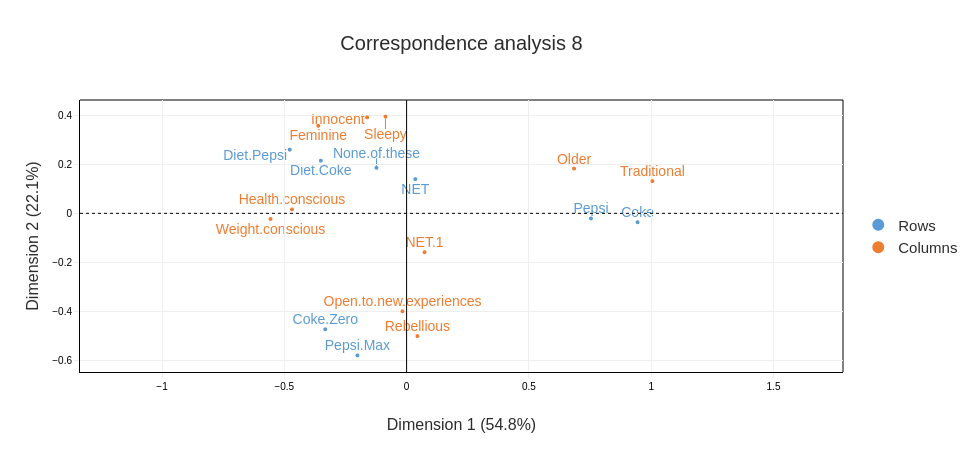 Correspondence analysis 8
0.4
innocent
Feminine
Sleepy
Diet.Pepsi
None.of.these
Older
0.2
Diet.Coke
Traditional
NET
Health.conscious
Pepsi
Coke
0
Weight.conscious
NET.1
−0.2
Open.to.new.experiences
−0.4
Coke.Zero
Rebellious
Pepsi.Max
−0.6
−1
−0.5
0
0.5
1
1.5
Dimension 1 (54.8%)
Dimension 2 (22.1%)
Rows
Columns